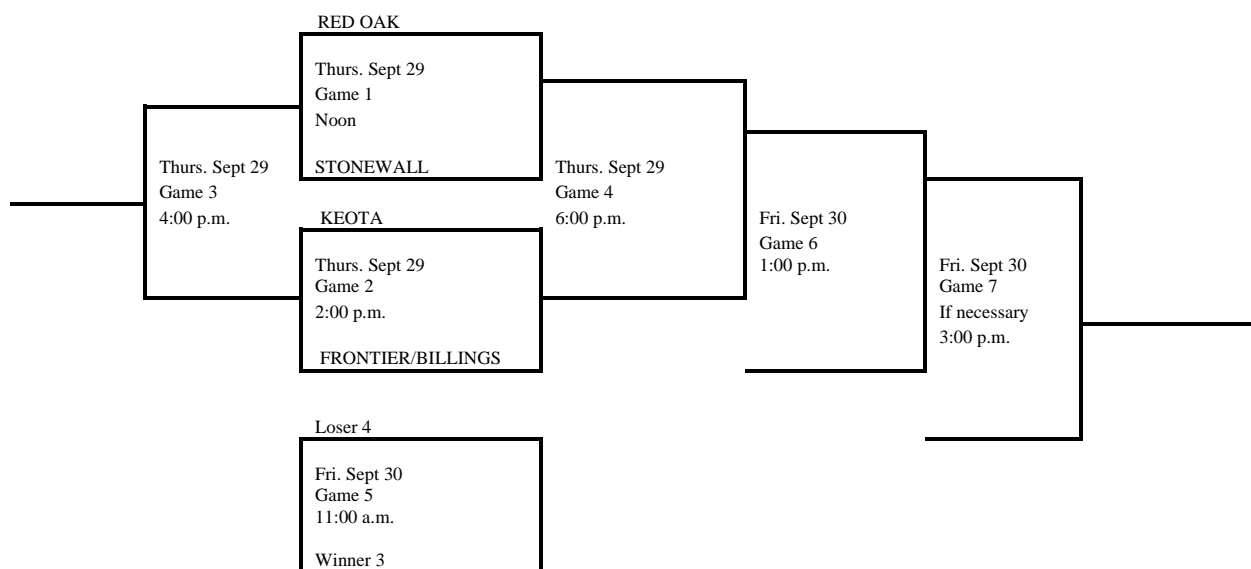 RED OAK
Thurs. Sept 29
Game 1
Noon
STONEWALL
Thurs. Sept 29
Game 3
4:00 p.m.
Thurs. Sept 29
Game 4
6:00 p.m.
KEOTA
Thurs. Sept 29
Game 2
2:00 p.m.
FRONTIER/BILLINGS
Fri. Sept 30
Game 6
1:00 p.m.
Fri. Sept 30
Game 7
If necessary
3:00 p.m.
Loser 4
Fri. Sept 30
Game 5
11:00 a.m.
Winner 3